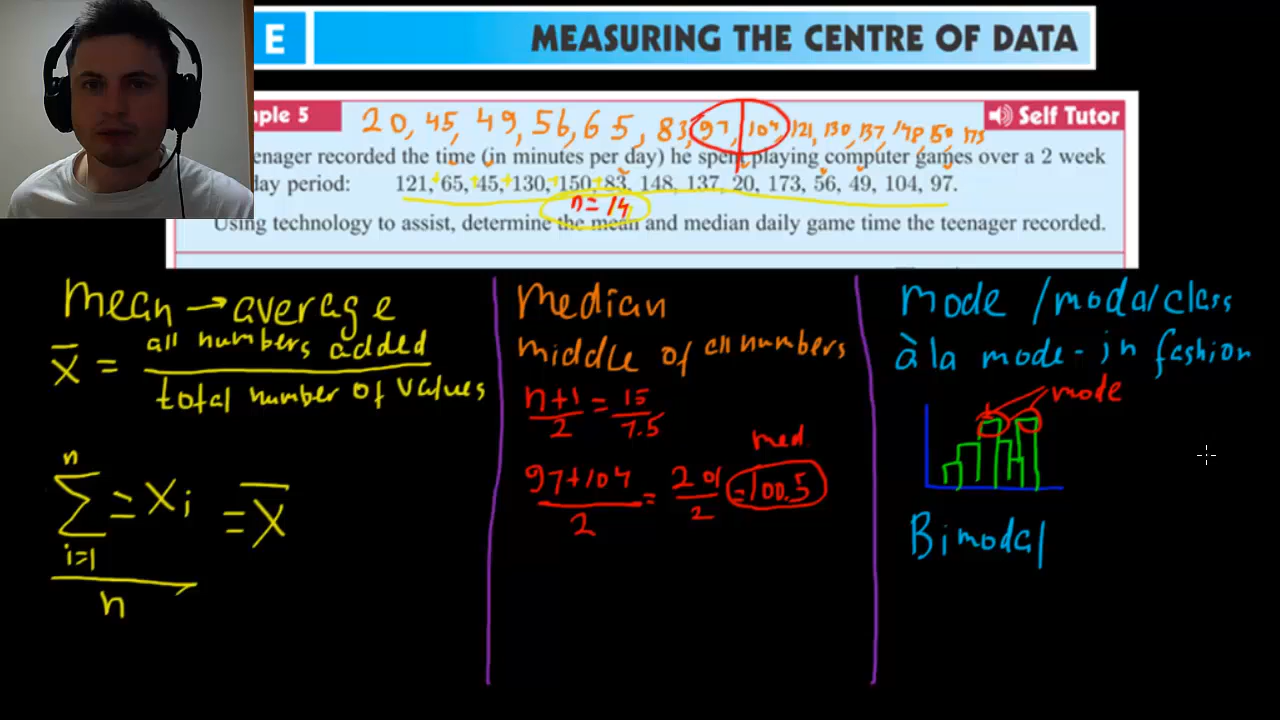 E MEASURING THE CENTRE OF DATA
mple 5
Self Tutor
20, 45, 49, 56, 65, 83, 97, 104, 121, 130, 137, 148, 150, 173
enager recorded the time (in minutes per day) he spent playing computer games over a 2 week
day period: 121, 65, 45, 130, 150, 83, 148, 137, 20, 173, 56, 49, 104, 97.
n = 14
Using technology to assist, determine the mean and median daily game time the teenager recorded.
mean → average
x̄ = all numbers added / total number of values
n
Σ = Xi = X̄
i=1
n
Median
middle of all numbers
n+1 / 2 = 15 / 7.5
med.
97+104 / 2 = 201 / 2 = 100.5
mode / modal class
à la mode - in fashion
mode
Bimodal